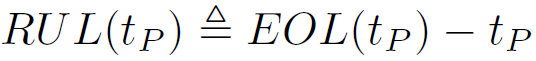 RUL(t_P) ≜ EOL(t_P) − t_P